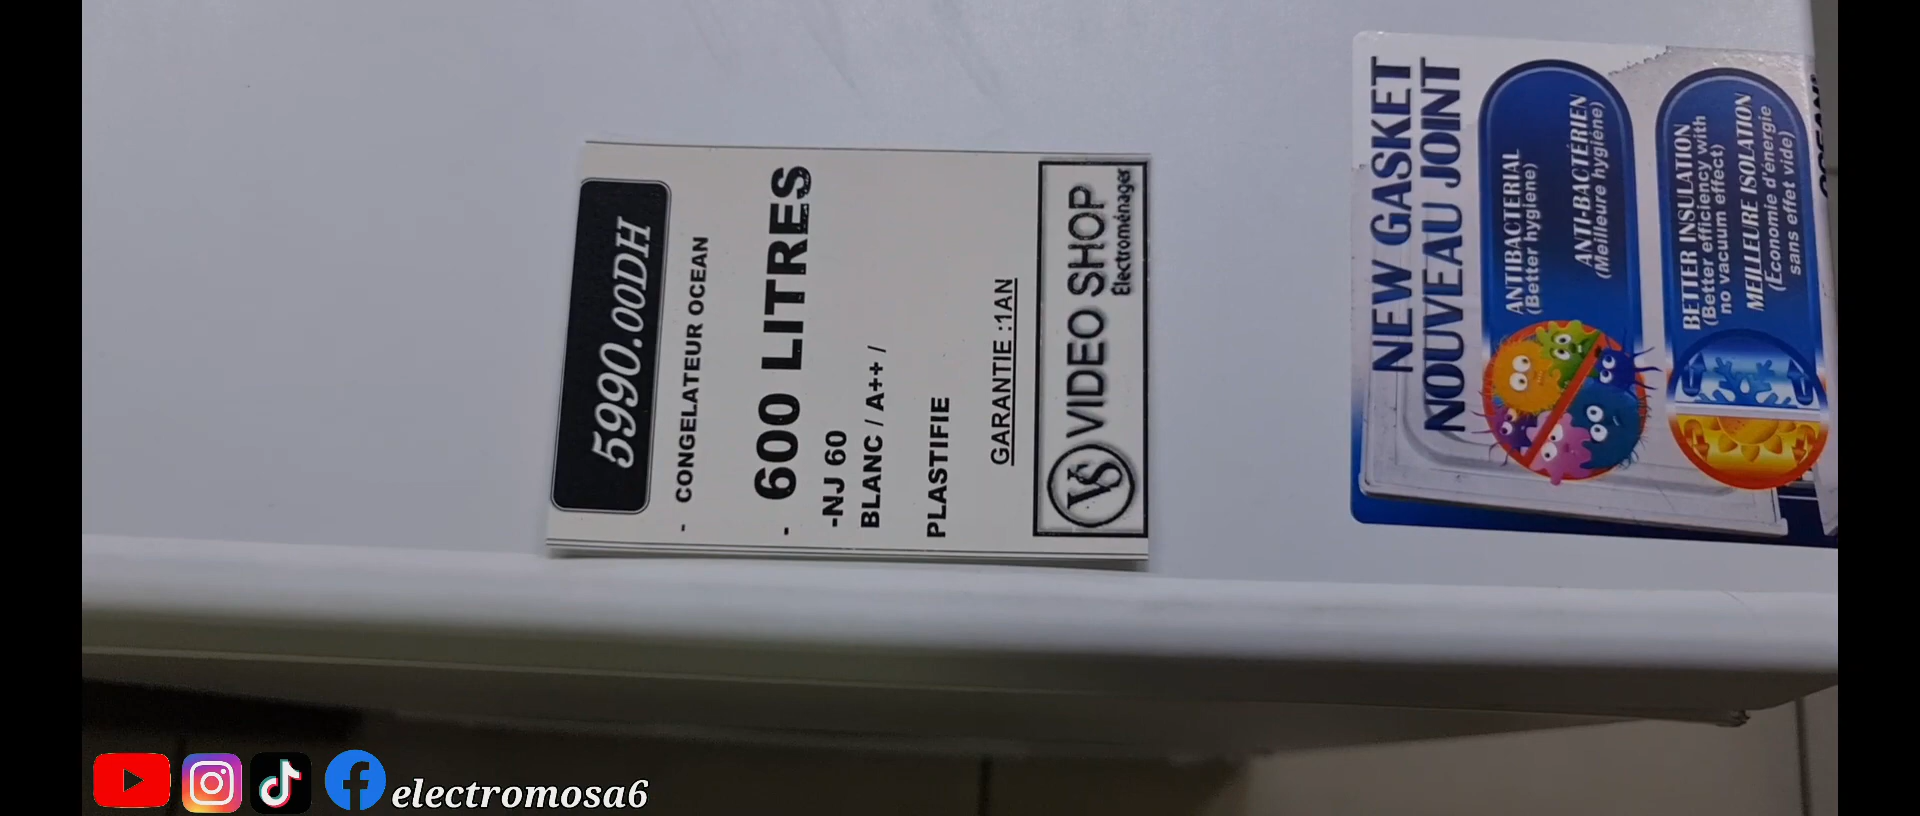 5990.00DH
- CONGELATEUR OCEAN
- 600 LITRES
-NJ 60
BLANC / A++ /
PLASTIFIE
GARANTIE :1AN
VS VIDEO SHOP
Électroménager
NEW GASKET
NOUVEAU JOINT
ANTIBACTERIAL
(Better hygiene)
ANTI-BACTÉRIEN
(Meilleure hygiène)
BETTER INSULATION
(Better efficiency with
no vacuum effect)
MEILLEURE ISOLATION
(Économie d'énergie
sans effet vide)
electromosa6